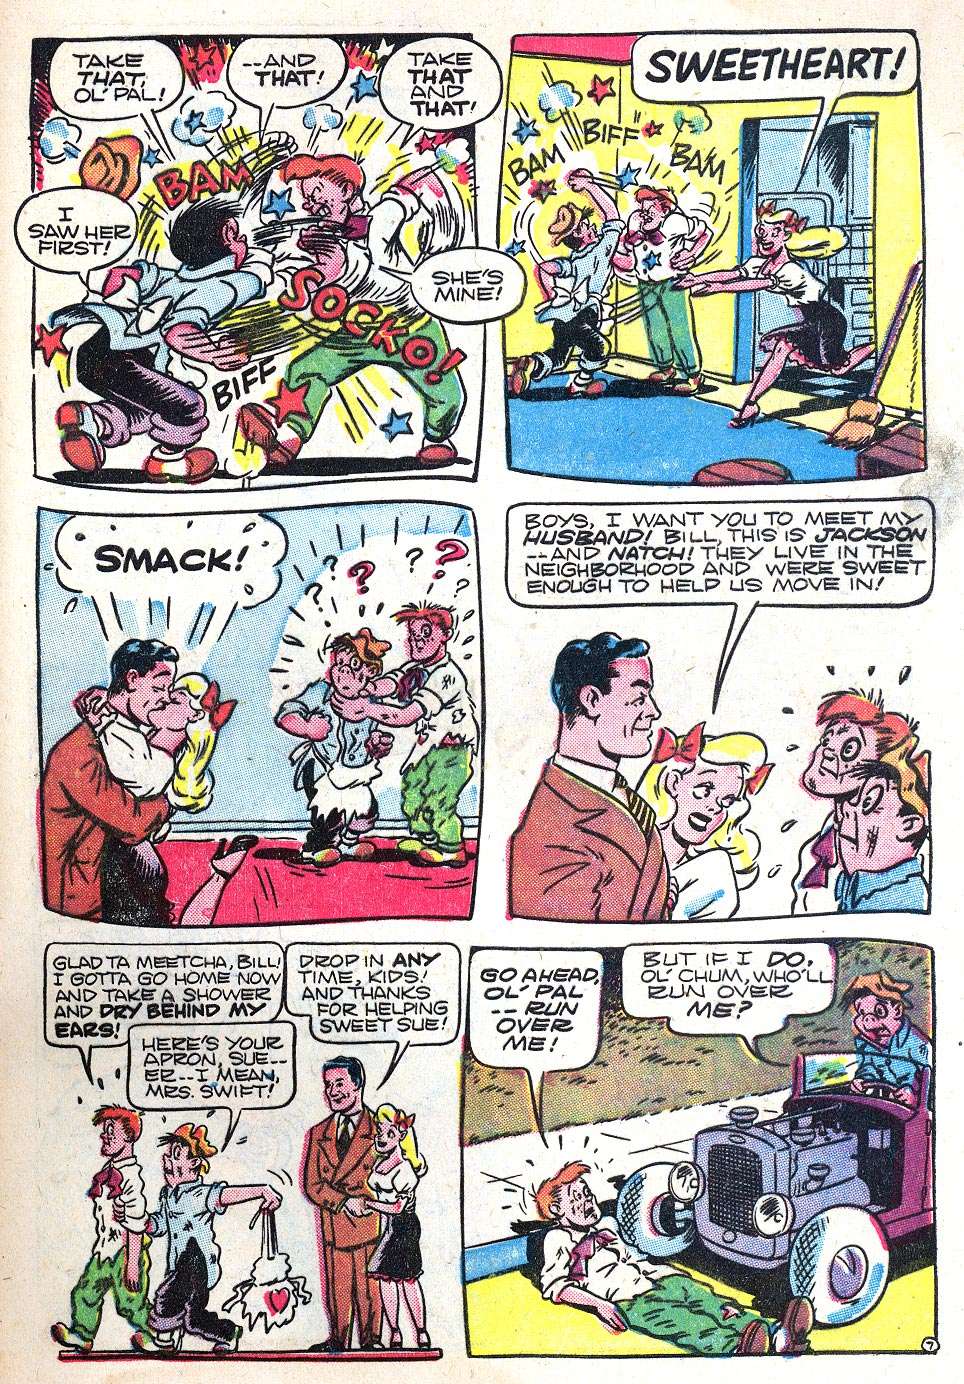 TAKE
THAT,
OL' PAL!
--AND
THAT!
TAKE
THAT
AND
THAT!
BAM
I
SAW HER
FIRST!
SHE'S
MINE!
SOCKO!
BIFF
SWEETHEART!
BAM
BIFF"
BAM
SMACK!
? ? ? ? ?
BOYS, I WANT YOU TO MEET MY
HUSBAND! BILL, THIS IS JACKSON
--AND NATCH! THEY LIVE IN THE
NEIGHBORHOOD AND WERE SWEET
ENOUGH TO HELP US MOVE IN!
GLAD TA MEETCHA, BILL!
I GOTTA GO HOME NOW
AND TAKE A SHOWER
AND DRY BEHIND MY
EARS!
HERE'S YOUR
APRON, SUE--
ER--I MEAN,
MRS. SWIFT!
DROP IN ANY
TIME, KIDS!
AND THANKS
FOR HELPING
SWEET SUE!
GO AHEAD,
OL' PAL
-- RUN
OVER
ME!
BUT IF I DO,
OL' CHUM, WHO'LL
RUN OVER
ME?
7